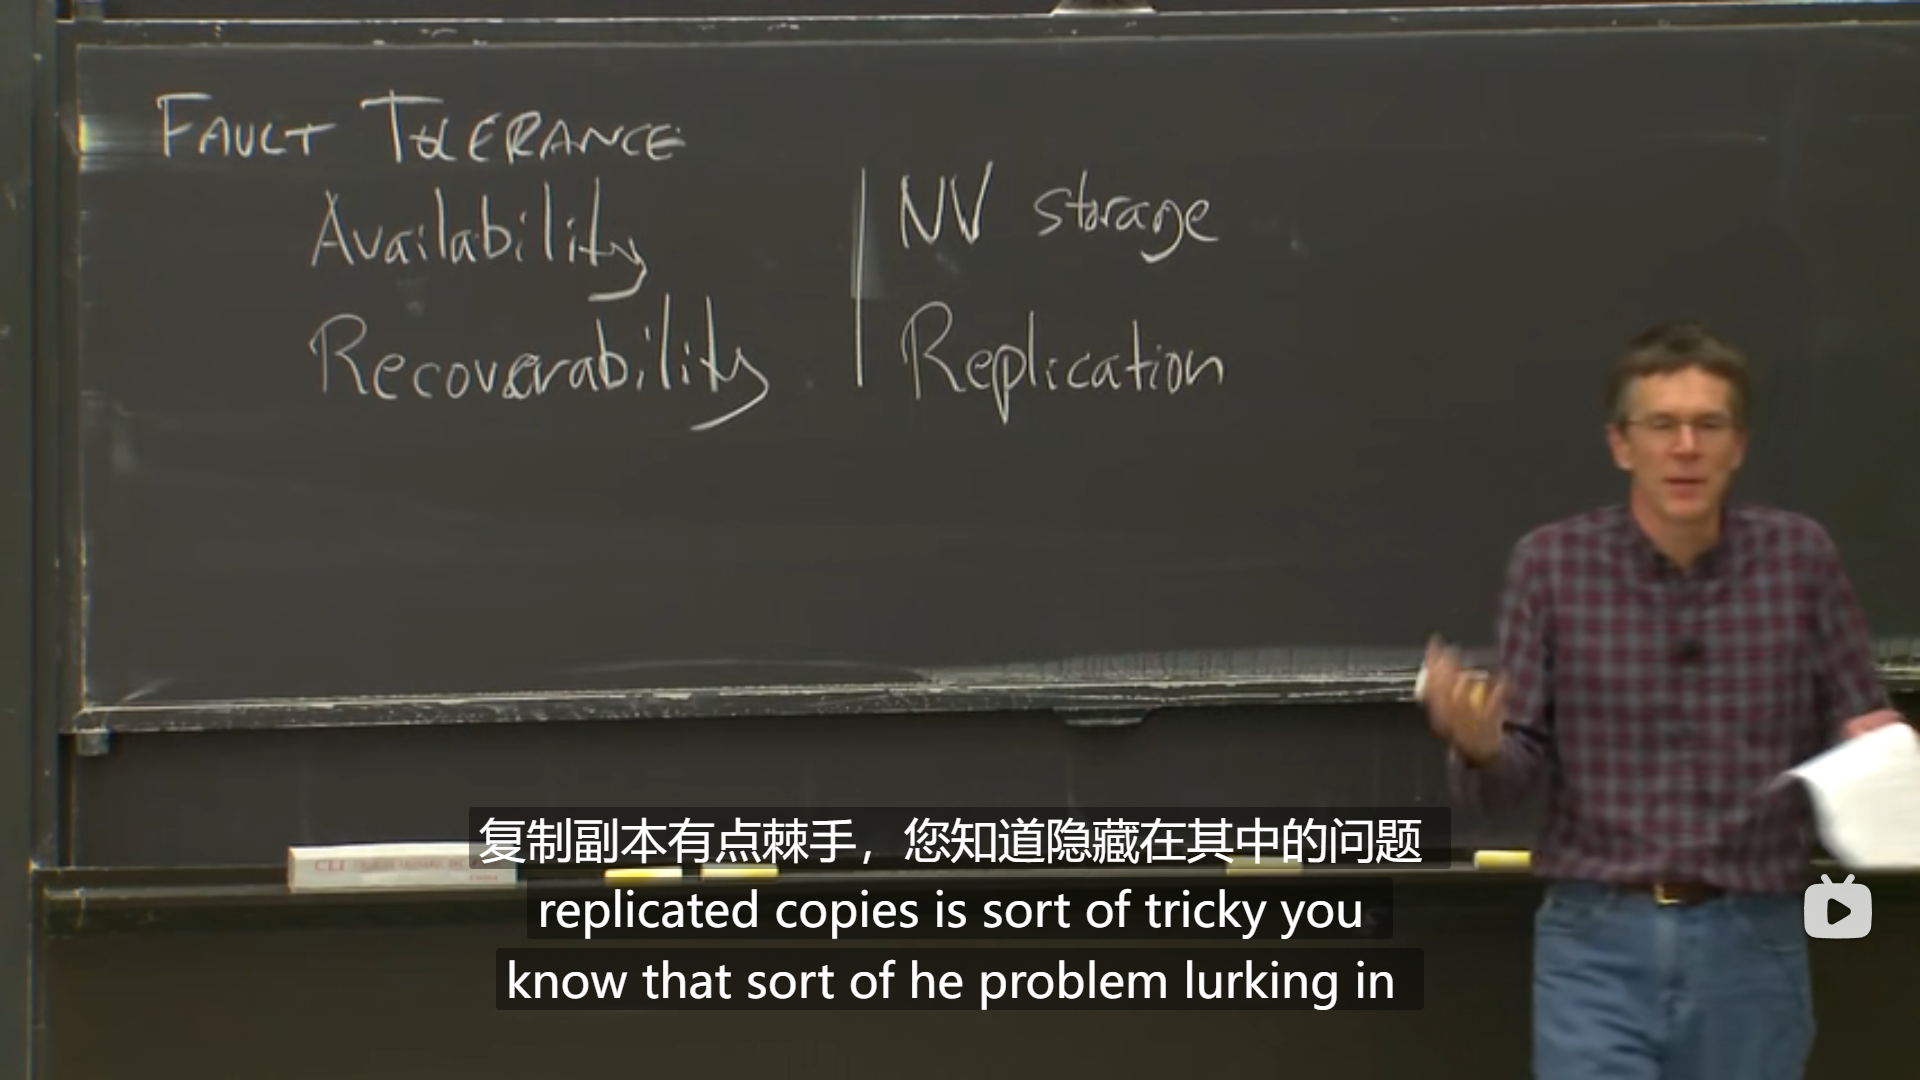 FAULT TOLERANCE
Availability
Recoverability
NV storage
Replication
复制副本有点棘手，您知道隐藏在其中的问题
replicated copies is sort of tricky you
know that sort of he problem lurking in